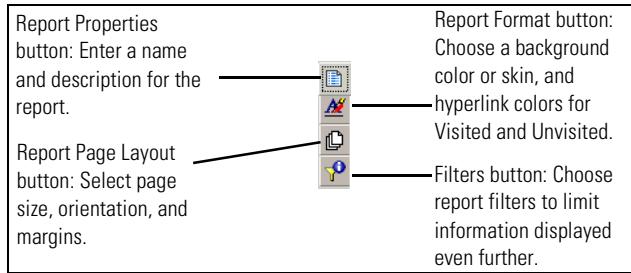 Report Properties
button: Enter a name
and description for the
report.
Report Page Layout
button: Select page
size, orientation, and
margins.
Report Format button:
Choose a background
color or skin, and
hyperlink colors for
Visited and Unvisited.
Filters button: Choose
report filters to limit
information displayed
even further.